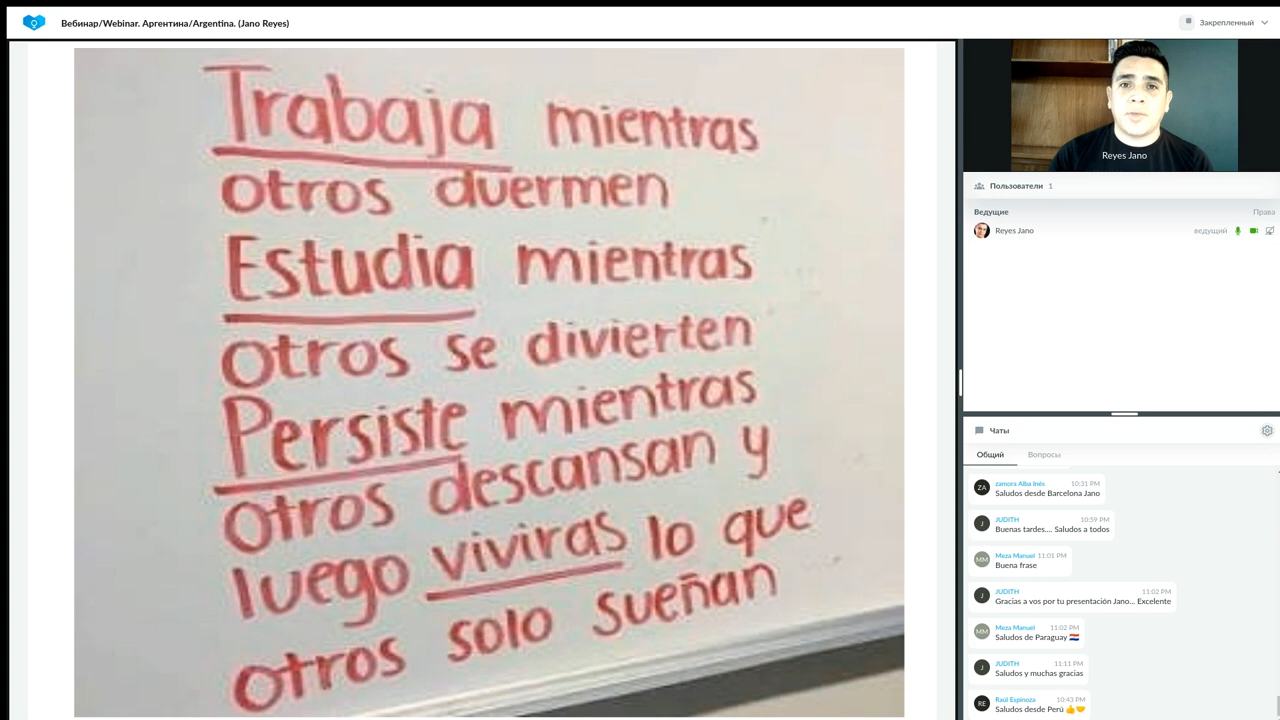 Вебинар/Webinar. Аргентина/Argentina. (Jano Reyes)
Закрепленный
Trabaja mientras
otros duermen
Estudia mientras
otros se divierten
Persiste mientras
otros descansan y
luego viviras lo que
otros solo sueñan
Reyes Jano
Пользователи 1
Ведущие Права
Reyes Jano ведущий
Чаты
Общий Вопросы
ZA zamora Alba Inés 10:31 PM
Saludos desde Barcelona Jano
J JUDITH 10:59 PM
Buenas tardes.... Saludos a todos
MM Meza Manuel 11:01 PM
Buena frase
J JUDITH 11:02 PM
Gracias a vos por tu presentación Jano... Excelente
MM Meza Manuel 11:02 PM
Saludos de Paraguay 🇵🇾
J JUDITH 11:11 PM
Saludos y muchas gracias
RE Raúl Espinoza 10:43 PM
Saludos desde Perú 👍🤝